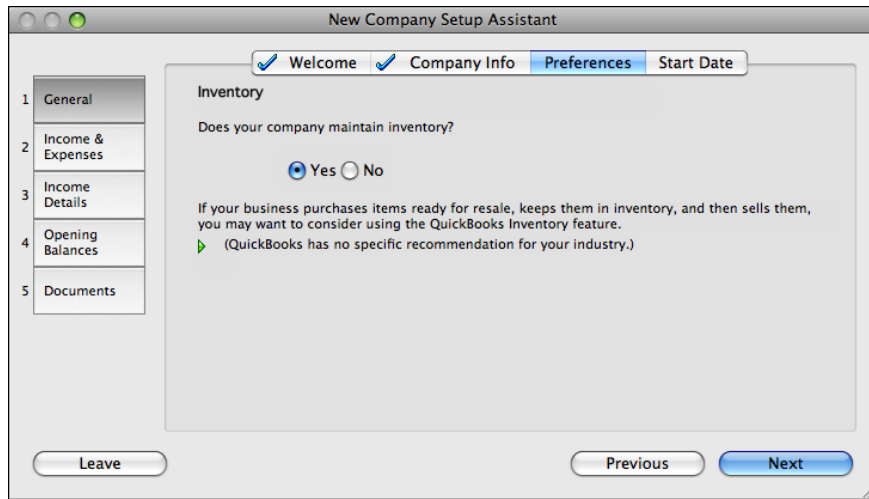 New Company Setup Assistant
Welcome
Company Info
Preferences
Start Date
1 General
2 Income &
Expenses
3 Income
Details
4 Opening
Balances
5 Documents
Inventory
Does your company maintain inventory?
Yes No
If your business purchases items ready for resale, keeps them in inventory, and then sells them,
you may want to consider using the QuickBooks Inventory feature.
(QuickBooks has no specific recommendation for your industry.)
Leave
Previous
Next